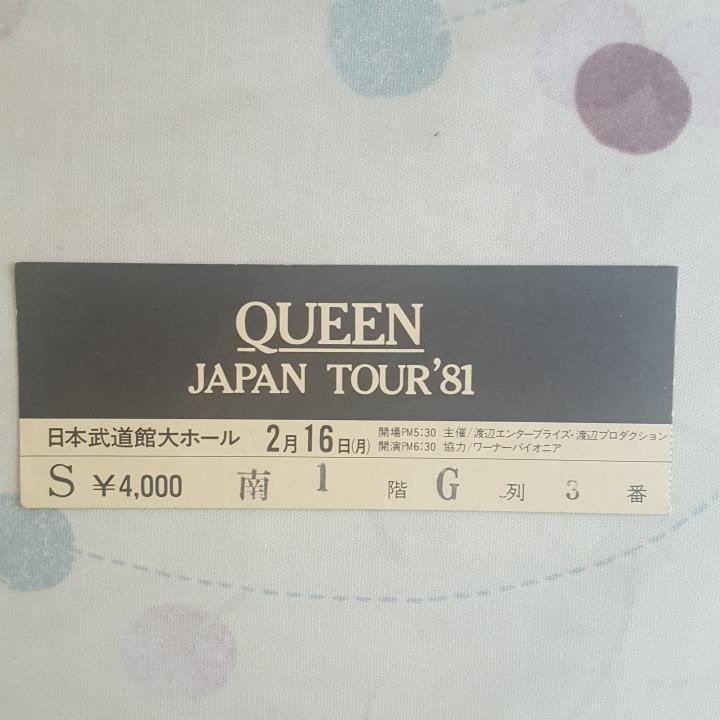 QUEEN
JAPAN TOUR'81
日本武道館大ホール 2月16日(月) 開場PM5:30 主催/渡辺エンタープライズ・渡辺プロダクション
開演PM6:30 協力/ワーナーパイオニア
S ¥4,000 南 1 階 G 列 3 番